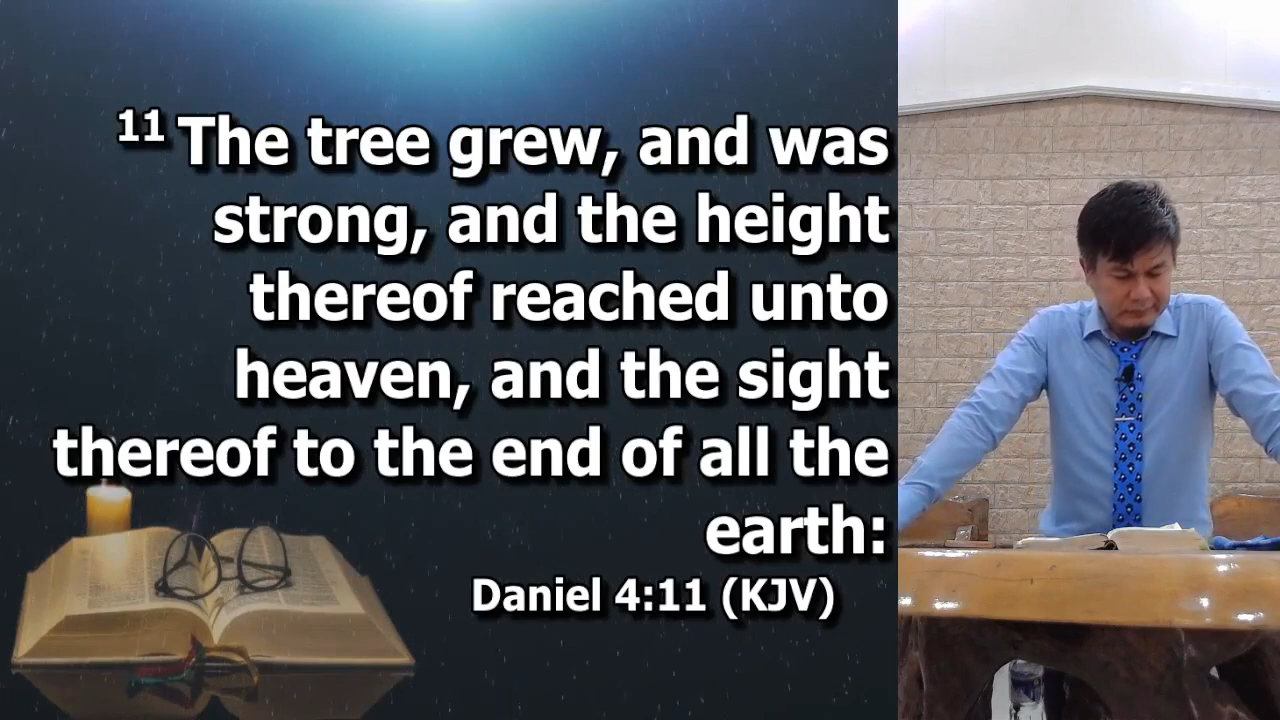 11 The tree grew, and was
strong, and the height
thereof reached unto
heaven, and the sight
thereof to the end of all the
earth:
Daniel 4:11 (KJV)